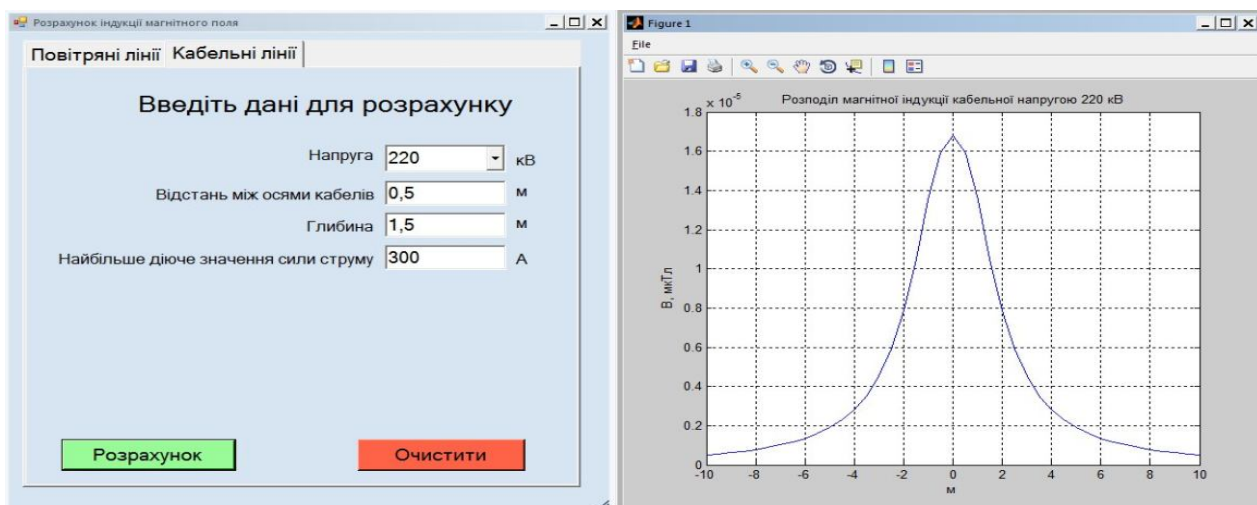 Розрахунок індукції магнітного поля
Повітряні лінії Кабельні лінії
Введіть дані для розрахунку
Напруга 220 кВ
Відстань між осями кабелів 0,5 м
Глибина 1,5 м
Найбільше діюче значення сили струму 300 А
Розрахунок Очистити
Figure 1
File
Розподіл магнітної індукції кабельної напругою 220 кВ
× 10⁻⁵
1.8
1.6
1.4
1.2
1
0.8
0.6
0.4
0.2
0
В, мкТл
-10 -8 -6 -4 -2 0 2 4 6 8 10
м